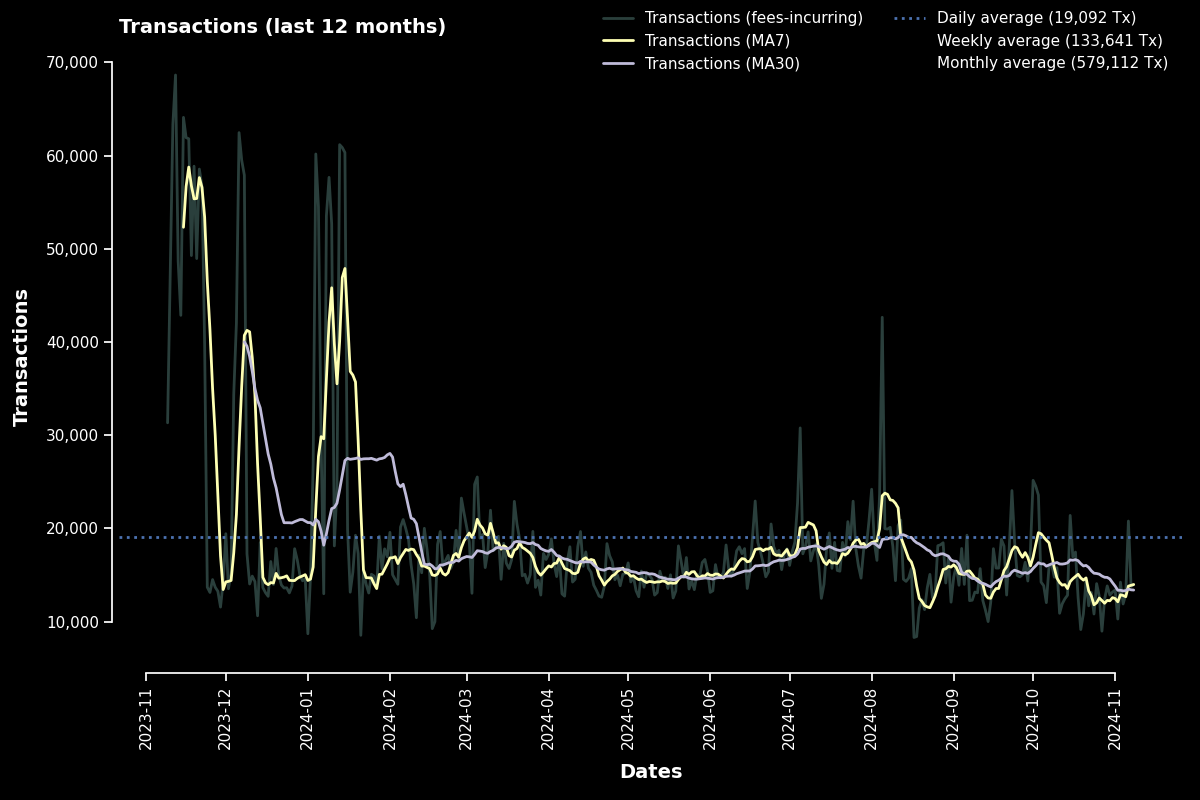 Transactions (last 12 months)
Transactions (fees-incurring)
Transactions (MA7)
Transactions (MA30)
Daily average (19,092 Tx)
Weekly average (133,641 Tx)
Monthly average (579,112 Tx)
Transactions
70,000
60,000
50,000
40,000
30,000
20,000
10,000
2023-11
2023-12
2024-01
2024-02
2024-03
2024-04
2024-05
2024-06
2024-07
2024-08
2024-09
2024-10
2024-11
Dates